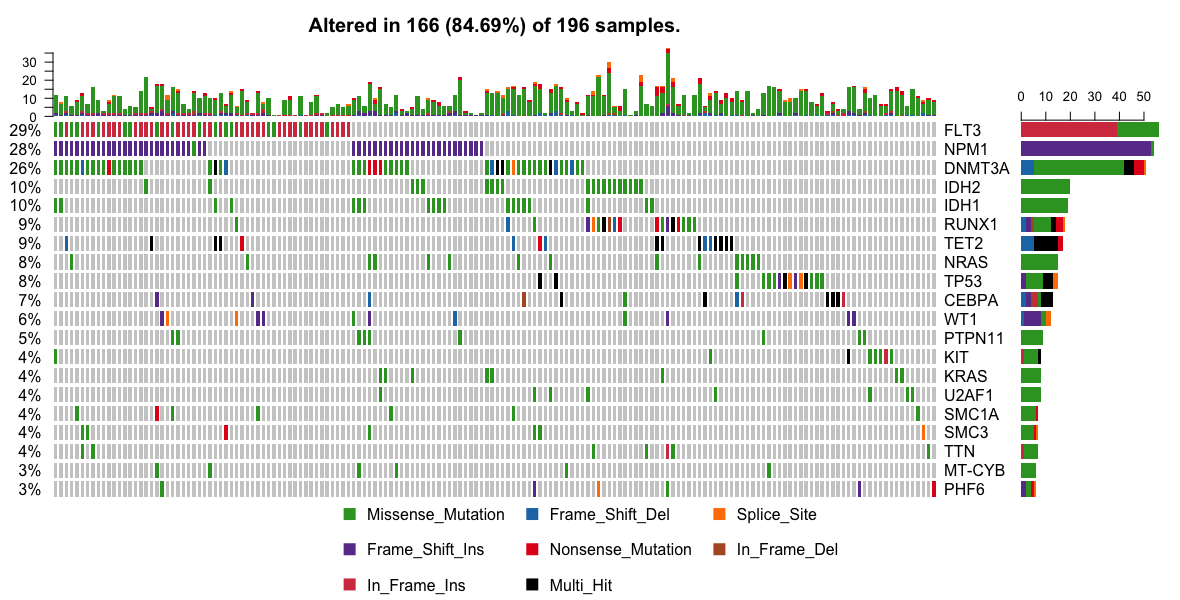 Altered in 166 (84.69%) of 196 samples.
30
20
10
0
0 10 20 30 40 50
29% FLT3
28% NPM1
26% DNMT3A
10% IDH2
10% IDH1
9% RUNX1
9% TET2
8% NRAS
8% TP53
7% CEBPA
6% WT1
5% PTPN11
4% KIT
4% KRAS
4% U2AF1
4% SMC1A
4% SMC3
4% TTN
3% MT-CYB
3% PHF6
Missense_Mutation Frame_Shift_Del Splice_Site
Frame_Shift_Ins Nonsense_Mutation In_Frame_Del
In_Frame_Ins Multi_Hit